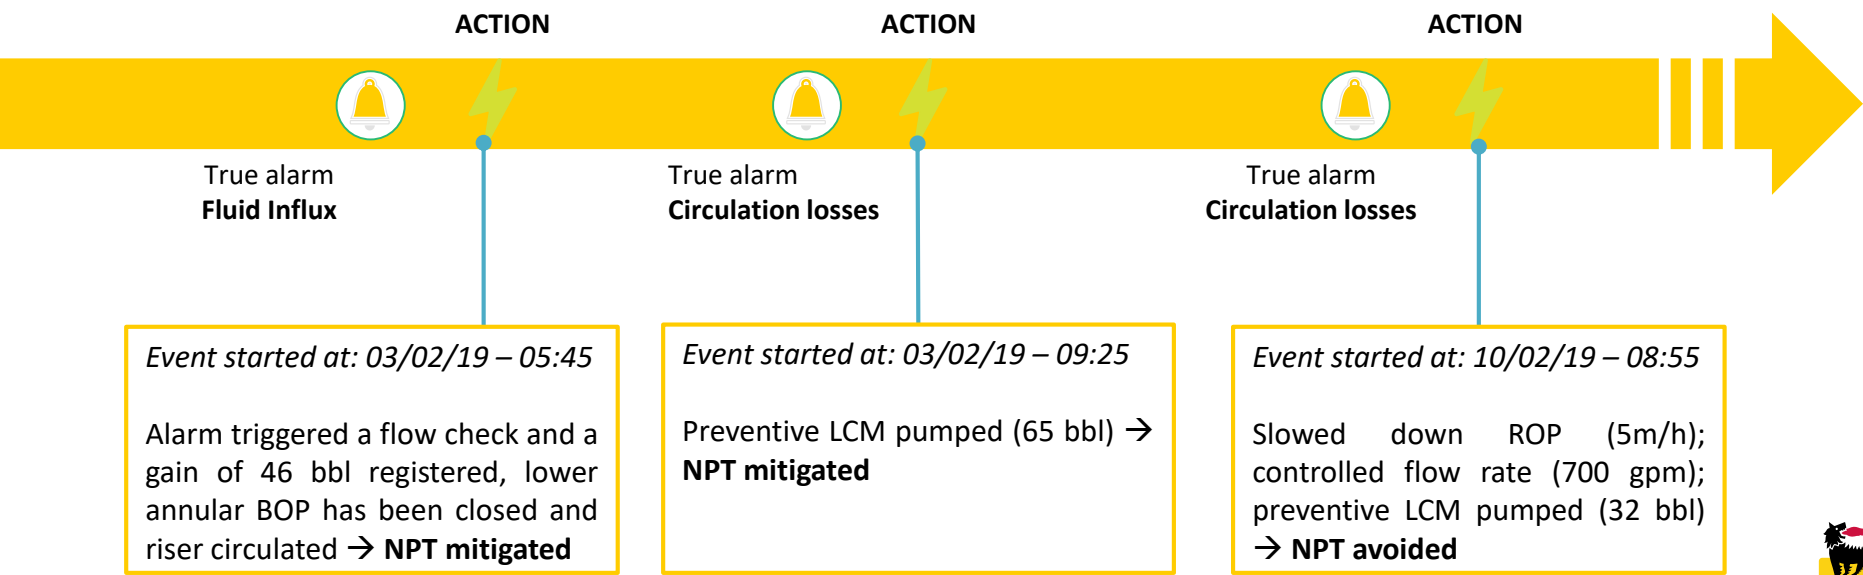 ACTION
ACTION
ACTION
True alarm
Fluid Influx
True alarm
Circulation losses
True alarm
Circulation losses
Event started at: 03/02/19 – 05:45
Alarm triggered a flow check and a
gain of 46 bbl registered, lower
annular BOP has been closed and
riser circulated → NPT mitigated
Event started at: 03/02/19 – 09:25
Preventive LCM pumped (65 bbl) →
NPT mitigated
Event started at: 10/02/19 – 08:55
Slowed down ROP (5m/h);
controlled flow rate (700 gpm);
preventive LCM pumped (32 bbl)
→ NPT avoided